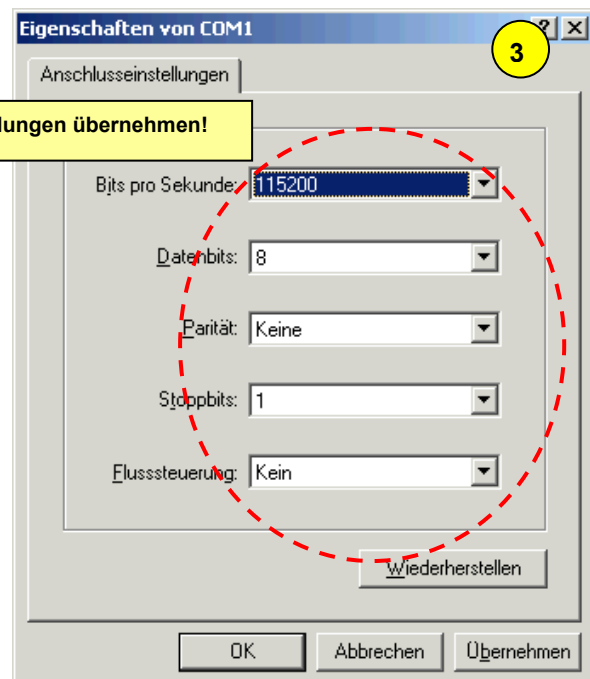 Eigenschaften von COM1
3
Anschlusseinstellungen
übernehmen!
Bits pro Sekunde: 115200
Datenbits: 8
Parität: Keine
Stoppbits: 1
Flusssteuerung: Kein
Wiederherstellen
OK Abbrechen Übernehmen